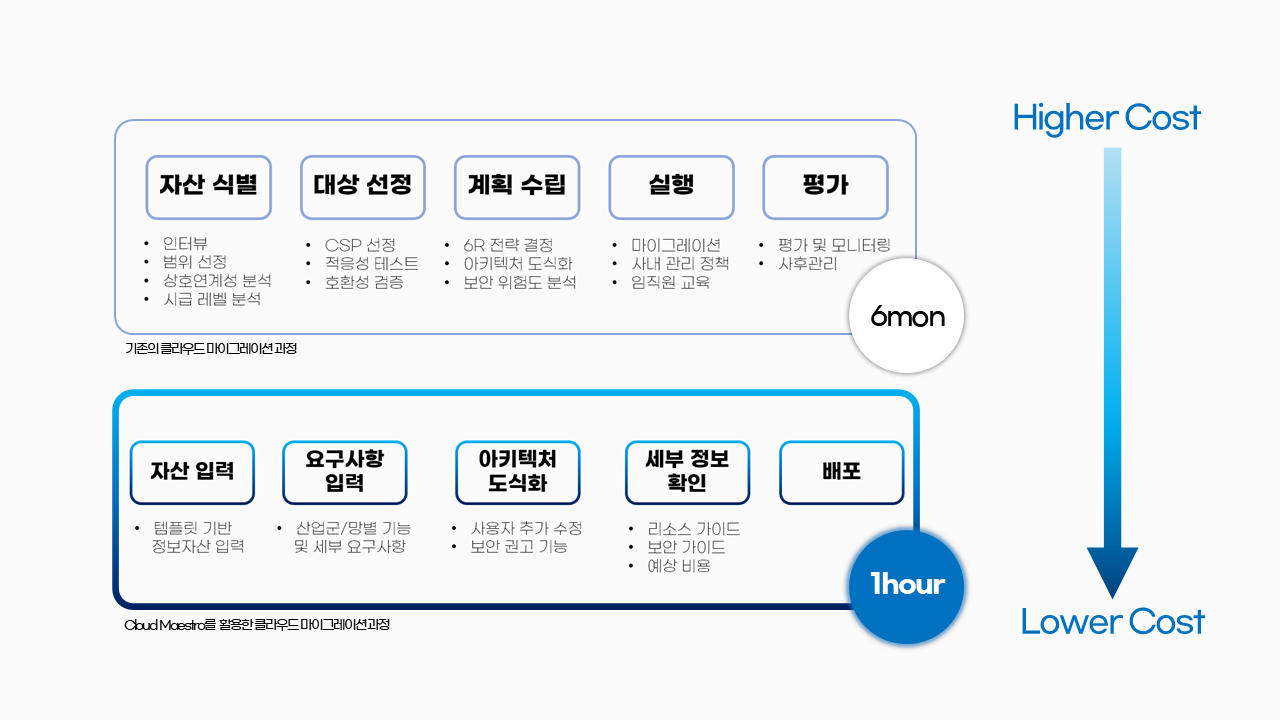 Higher Cost
자산 식별
대상 선정
계획 수립
실행
평가
• 인터뷰
• 범위 선정
• 상호연계성 분석
• 시급 레벨 분석
• CSP 선정
• 적응성 테스트
• 호환성 검증
• 6R 전략 결정
• 아키텍처 도식화
• 보안 위험도 분석
• 마이그레이션
• 사내 관리 정책
• 임직원 교육
• 평가 및 모니터링
• 사후관리
6mon
기존의 클라우드 마이그레이션 과정
자산 입력
요구사항
입력
아키텍처
도식화
세부 정보
확인
배포
• 템플릿 기반
정보자산 입력
• 산업군/망별 기능
및 세부 요구사항
• 사용자 추가 수정
• 보안 권고 기능
• 리소스 가이드
• 보안 가이드
• 예상 비용
1hour
Cloud Maestro를 활용한 클라우드 마이그레이션 과정
Lower Cost